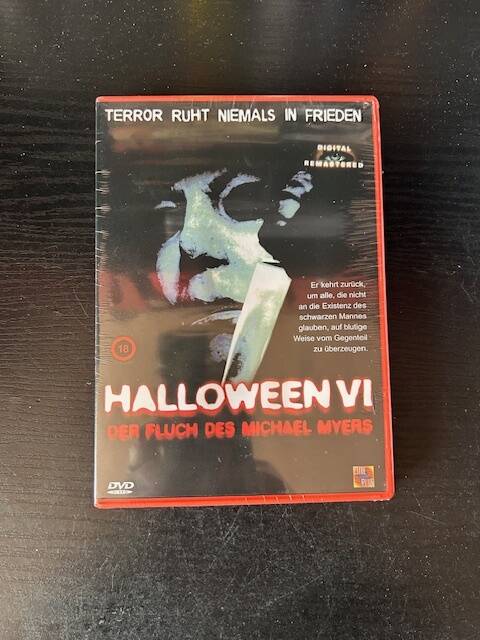 TERROR RUHT NIEMALS IN FRIEDEN
DIGITAL
REMASTERED
Er kehrt zurück,
um alle, die nicht
an die Existenz des
schwarzen Mannes
glauben, auf blutige
Weise vom Gegenteil
zu überzeugen.
18
HALLOWEEN VI
DER FLUCH DES MICHAEL MYERS
DVD